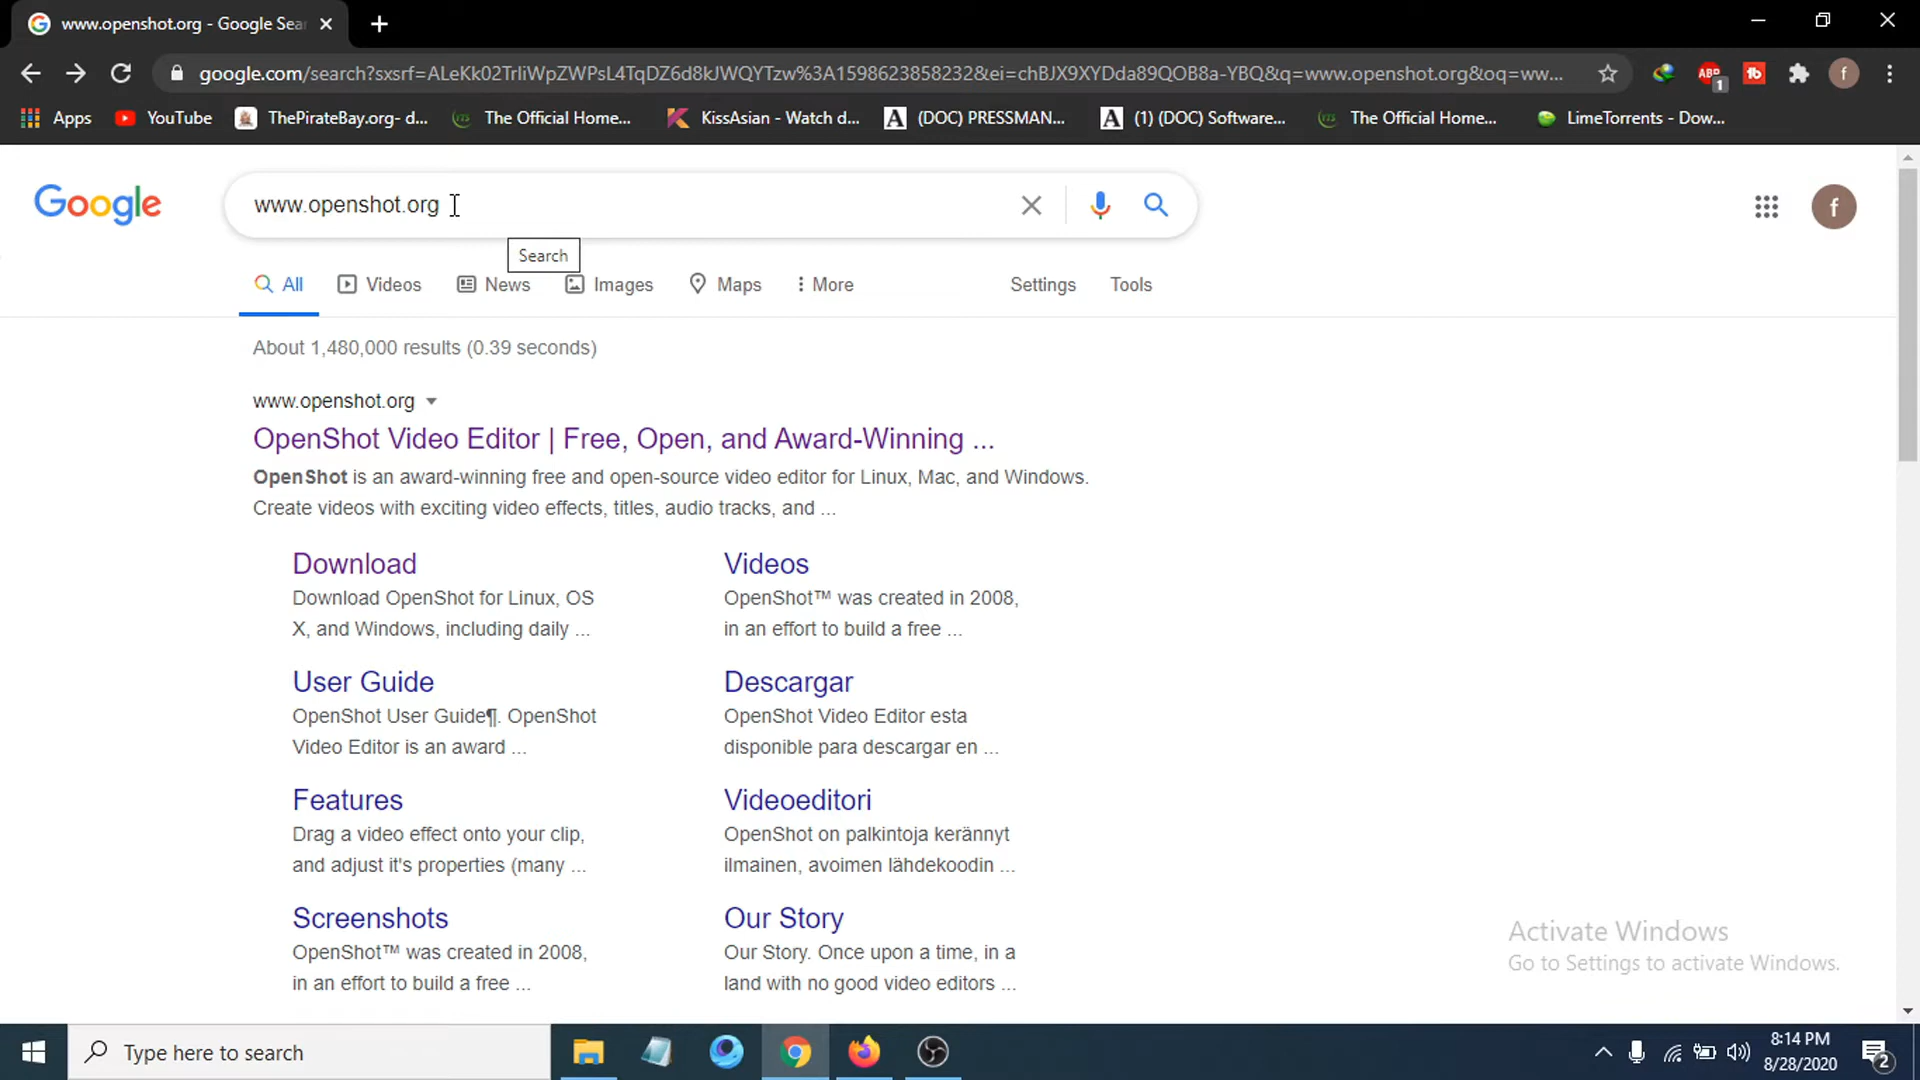 www.openshot.org - Google Sea
google.com/search?sxsrf=ALeKk02TrIiWpZWPsL4TqDZ6d8kJWQYTzw%3A1598623858232&ei=chBJX9XYDda89QOB8a-YBQ&q=www.openshot.org&oq=ww...
ABP 1 f
Apps YouTube ThePirateBay.org- d... The Official Home... KissAsian - Watch d... (DOC) PRESSMAN... (1) (DOC) Software... The Official Home... LimeTorrents - Dow...
Google www.openshot.org f
Search
All Videos News Images Maps More Settings Tools
About 1,480,000 results (0.39 seconds)
www.openshot.org
OpenShot Video Editor | Free, Open, and Award-Winning ...
OpenShot is an award-winning free and open-source video editor for Linux, Mac, and Windows.
Create videos with exciting video effects, titles, audio tracks, and ...
Download
Download OpenShot for Linux, OS
X, and Windows, including daily ...
Videos
OpenShot™ was created in 2008,
in an effort to build a free ...
User Guide
OpenShot User Guide¶. OpenShot
Video Editor is an award ...
Descargar
OpenShot Video Editor esta
disponible para descargar en ...
Features
Drag a video effect onto your clip,
and adjust it's properties (many ...
Videoeditori
OpenShot on palkintoja kerännyt
ilmainen, avoimen lähdekoodin ...
Screenshots
OpenShot™ was created in 2008,
in an effort to build a free ...
Our Story
Our Story. Once upon a time, in a
land with no good video editors ...
Activate Windows
Go to Settings to activate Windows.
Type here to search
8:14 PM
8/28/2020
2